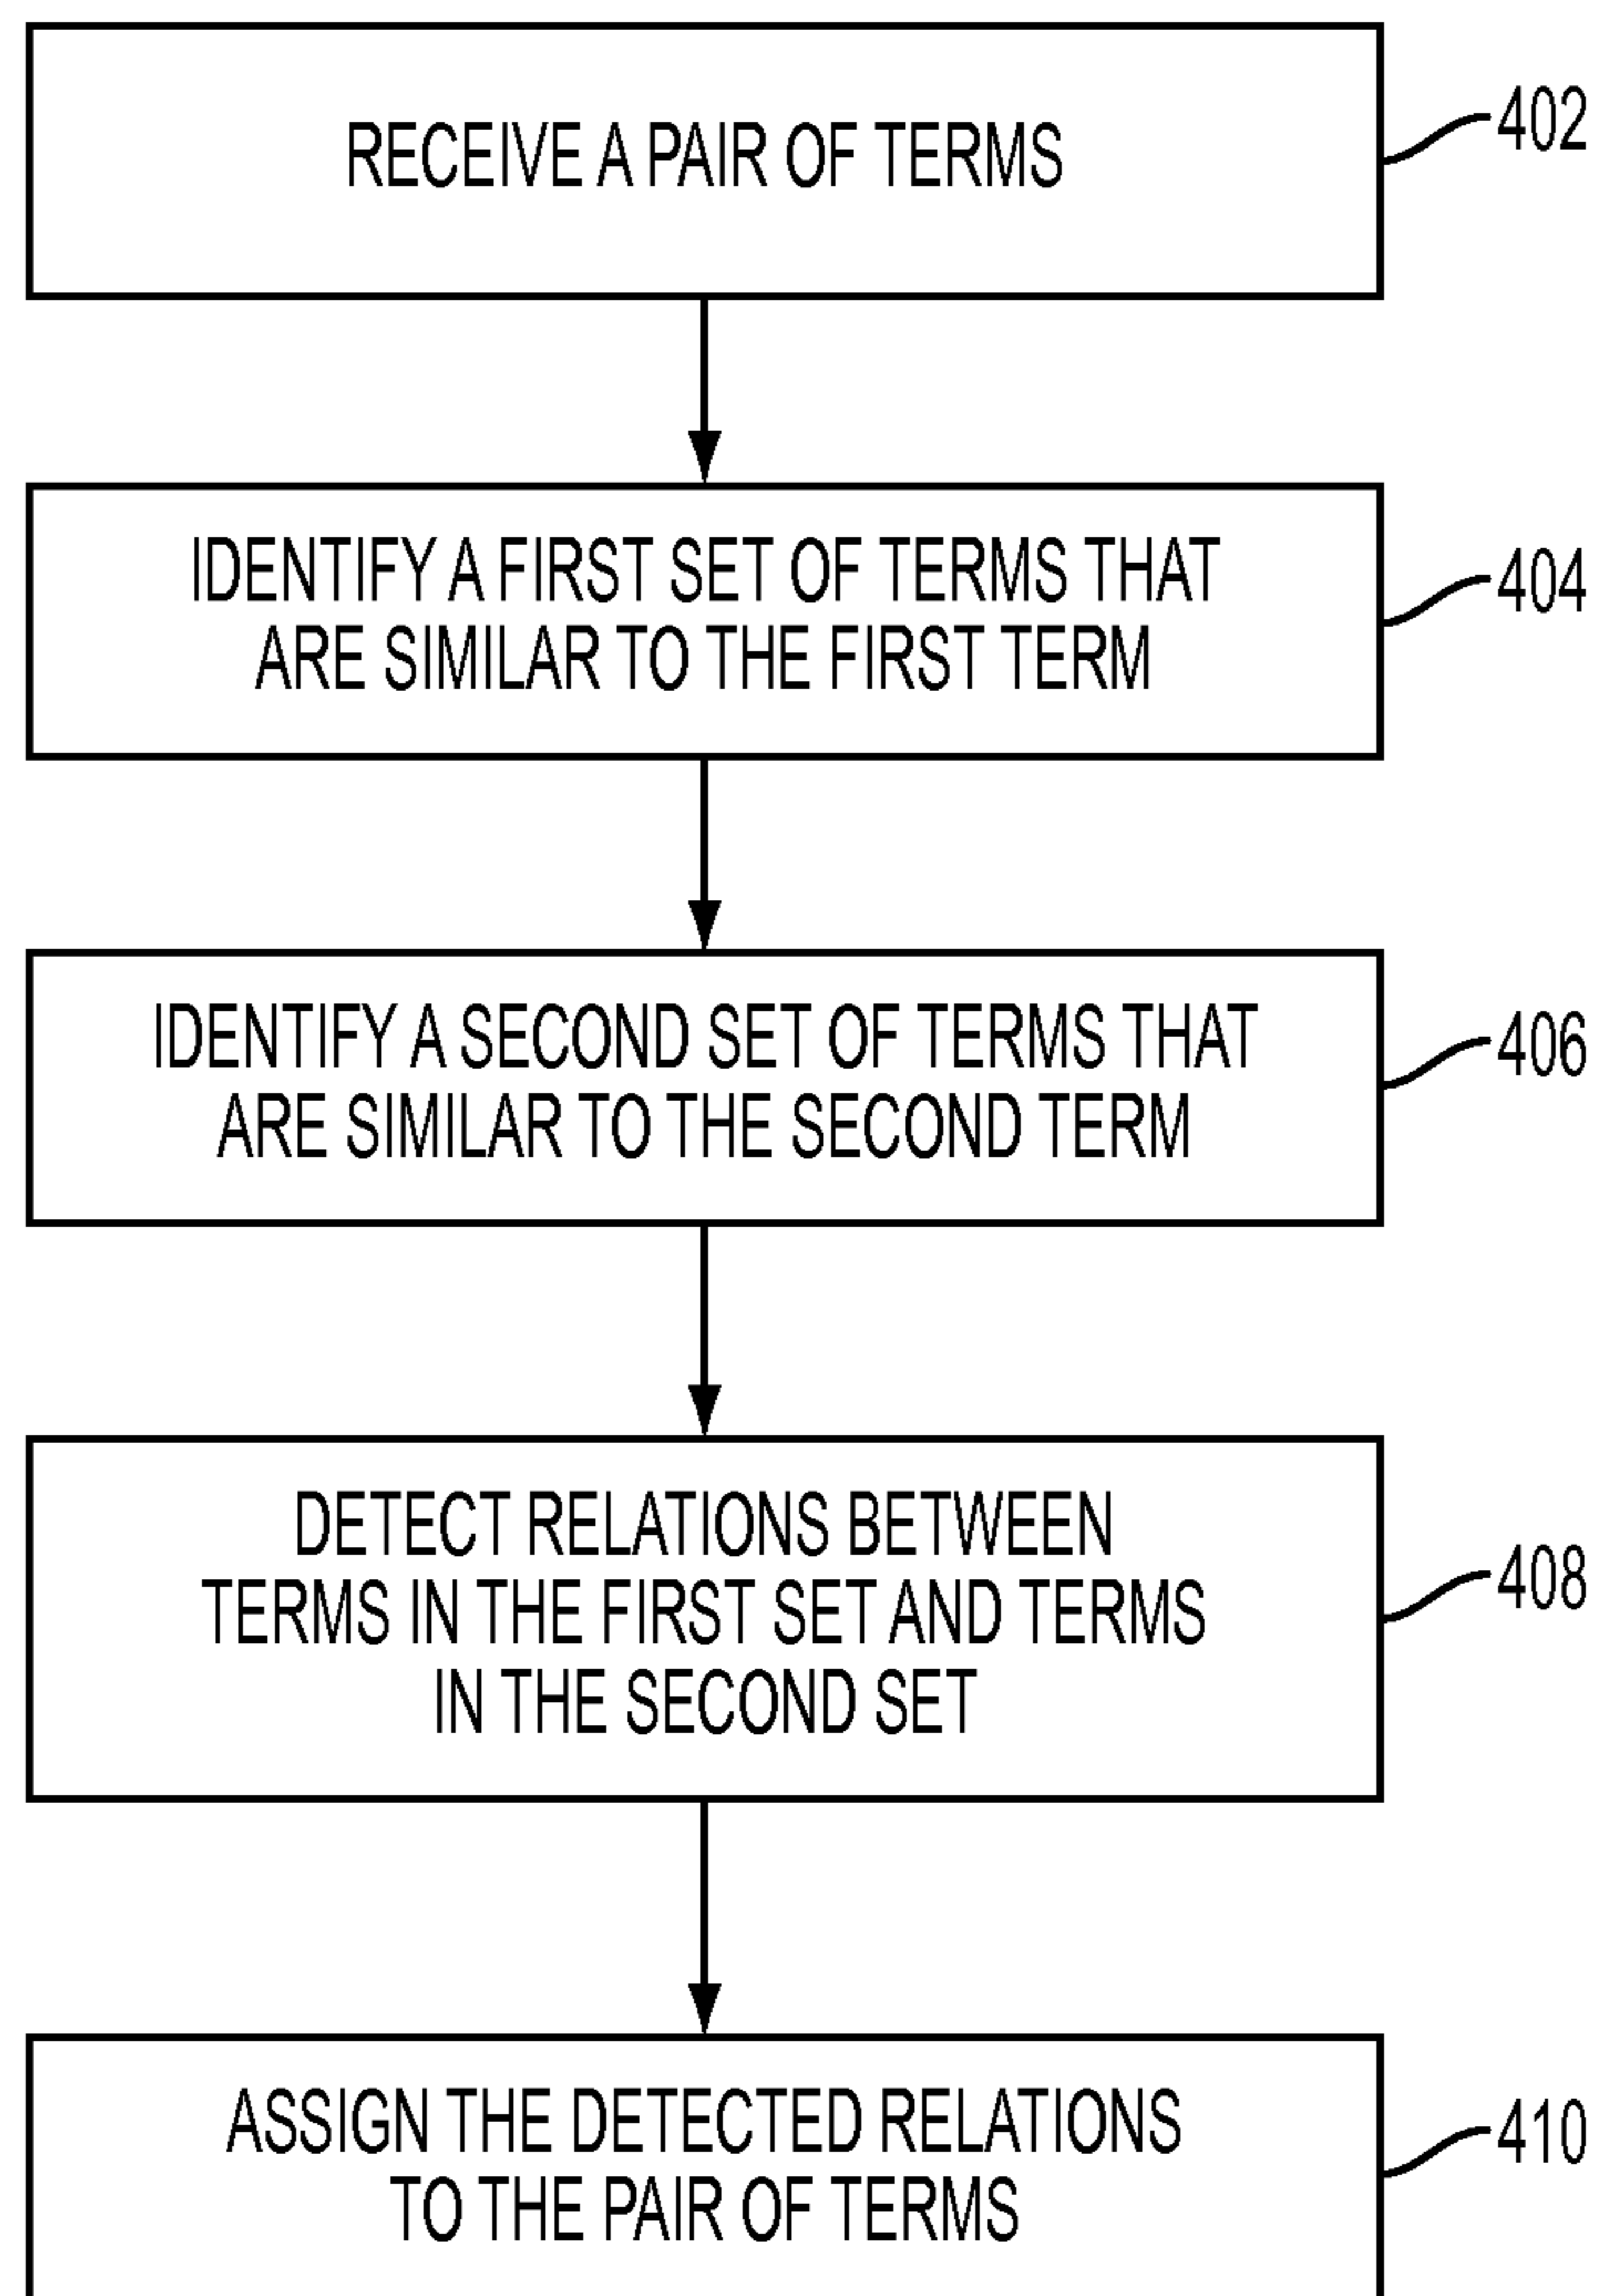 RECEIVE A PAIR OF TERMS
402
IDENTIFY A FIRST SET OF TERMS THAT
ARE SIMILAR TO THE FIRST TERM
404
IDENTIFY A SECOND SET OF TERMS THAT
ARE SIMILAR TO THE SECOND TERM
406
DETECT RELATIONS BETWEEN
TERMS IN THE FIRST SET AND TERMS
IN THE SECOND SET
408
ASSIGN THE DETECTED RELATIONS
TO THE PAIR OF TERMS
410